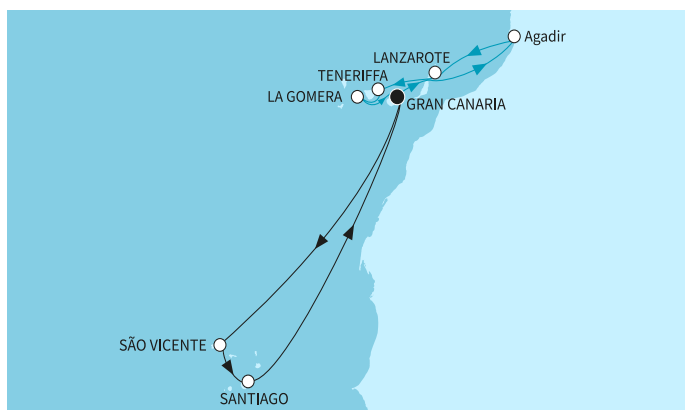 Agadir
LANZAROTE
TENERIFFA
LA GOMERA
GRAN CANARIA
SÃO VICENTE
SANTIAGO